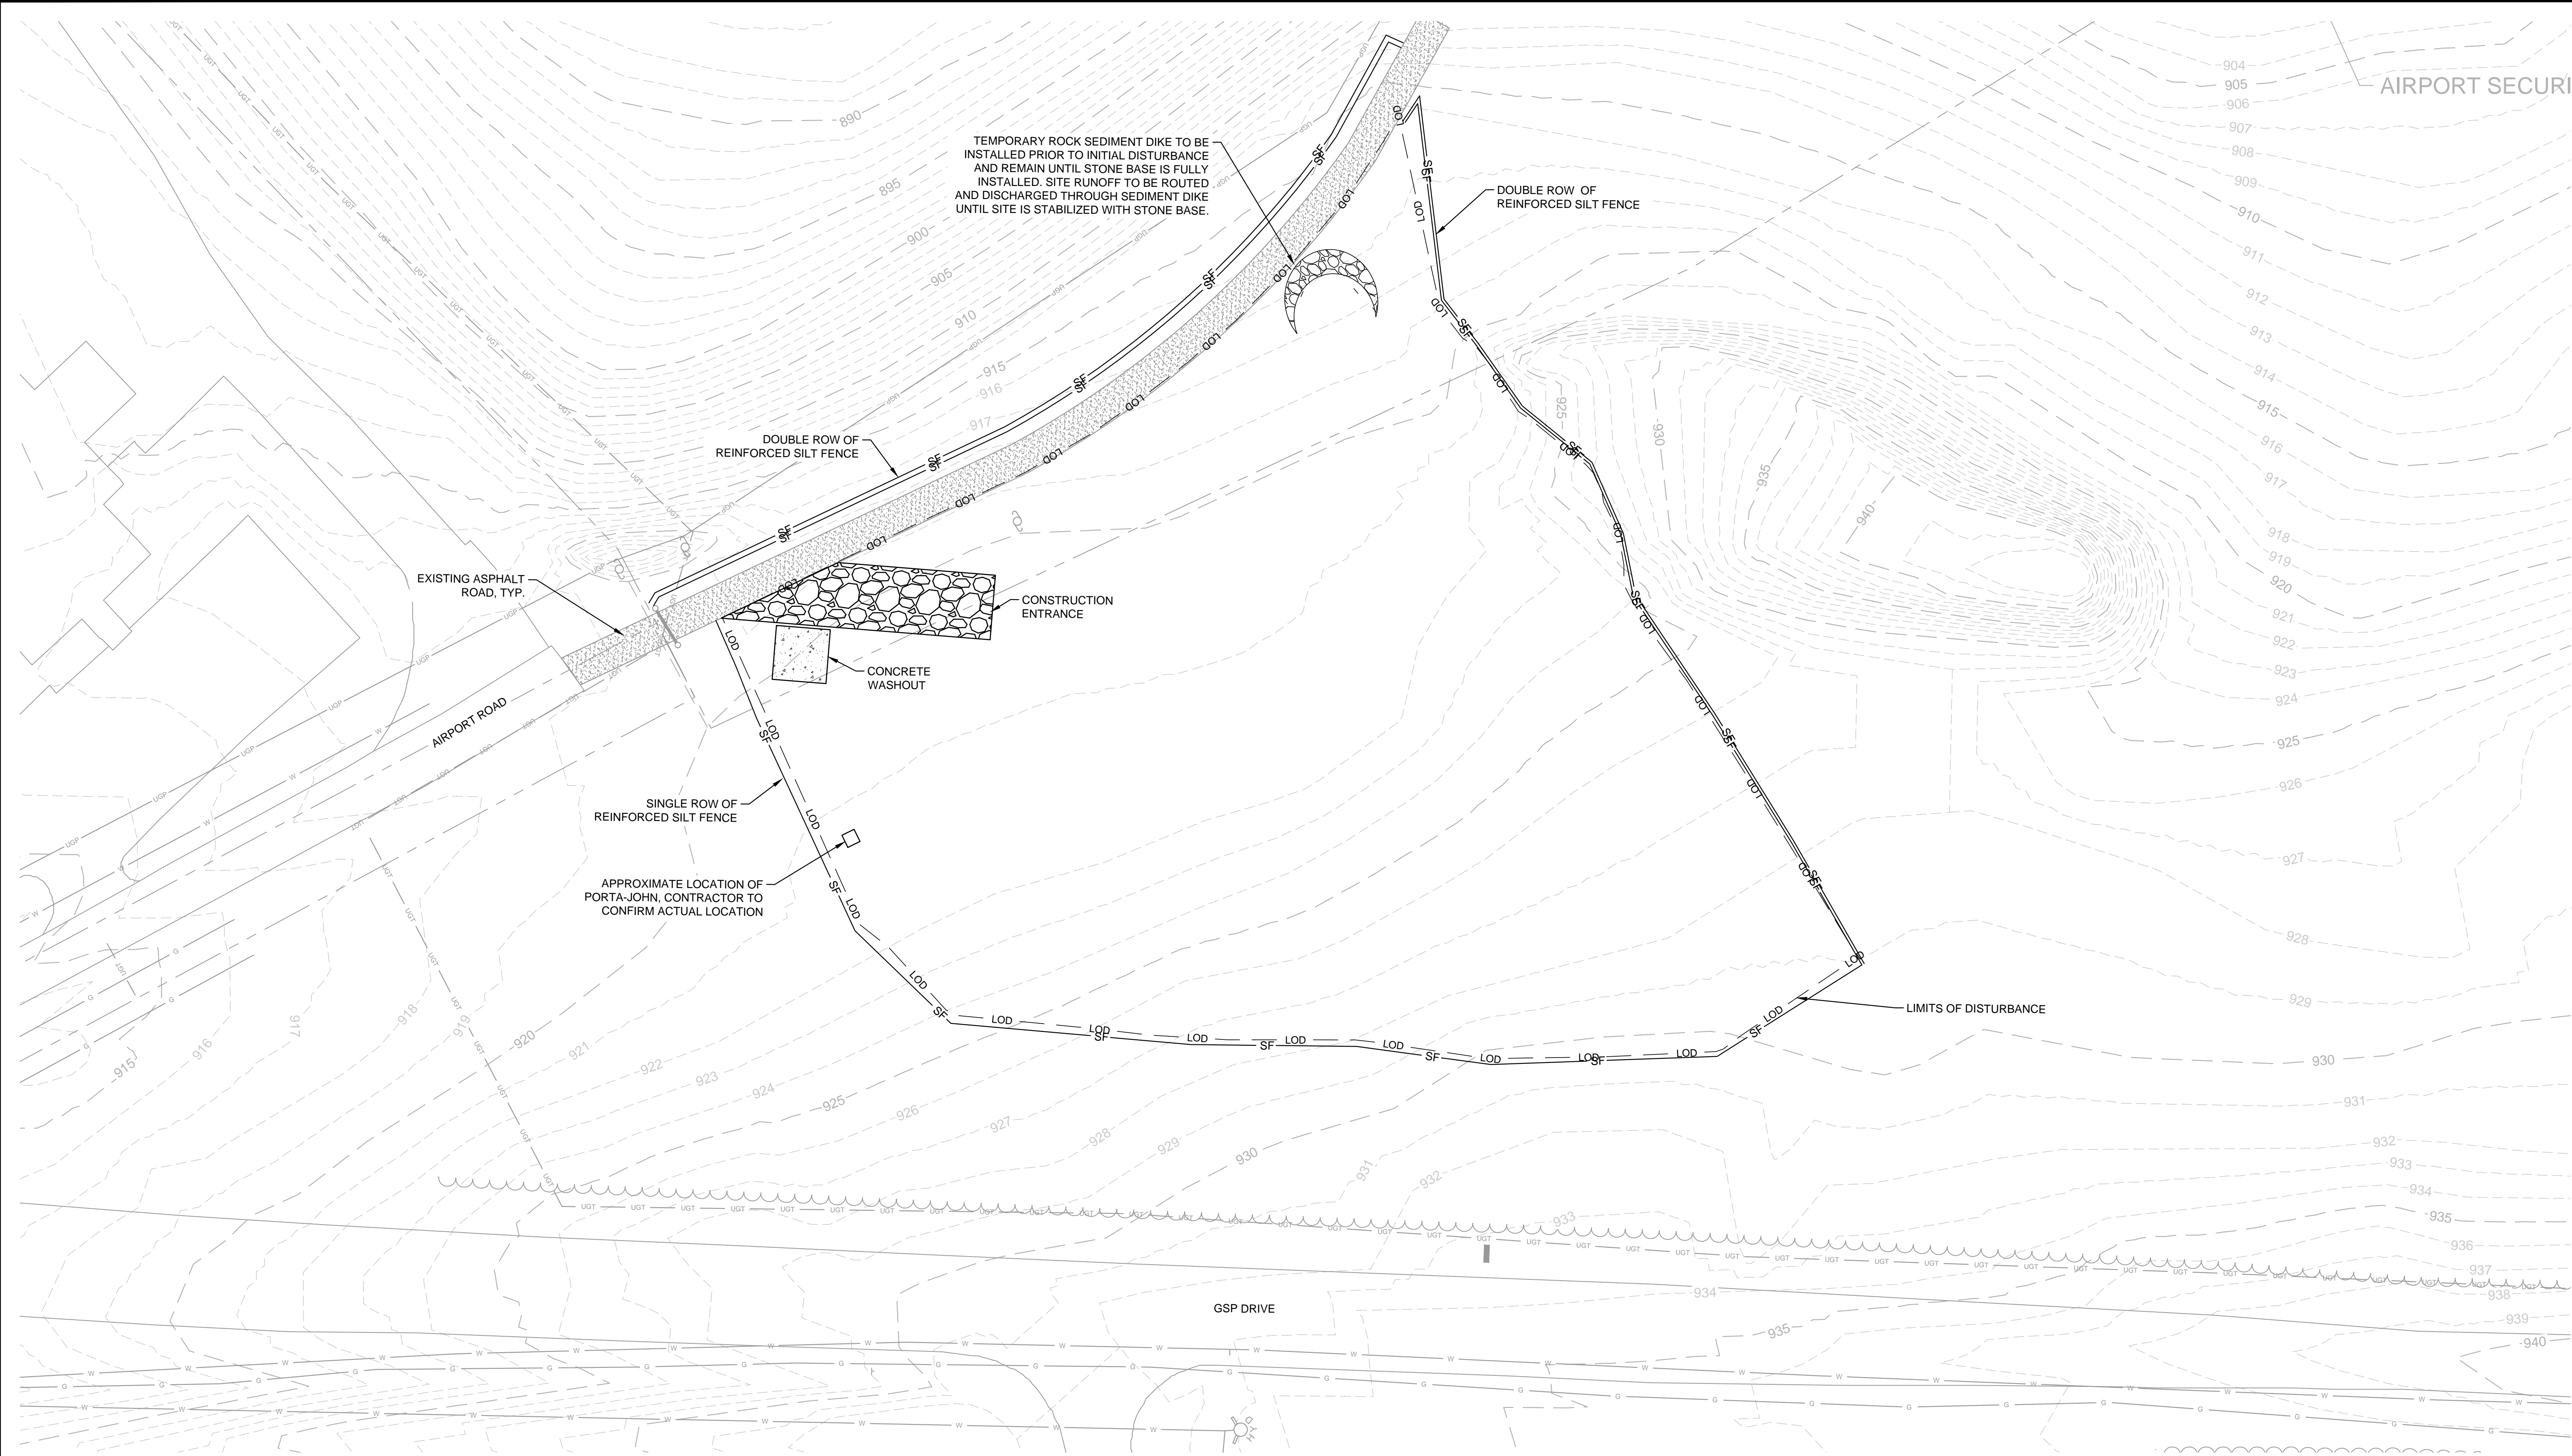 AIRPORT SECURI
TEMPORARY ROCK SEDIMENT DIKE TO BE
INSTALLED PRIOR TO INITIAL DISTURBANCE
AND REMAIN UNTIL STONE BASE IS FULLY
INSTALLED. SITE RUNOFF TO BE ROUTED
AND DISCHARGED THROUGH SEDIMENT DIKE
UNTIL SITE IS STABILIZED WITH STONE BASE.
DOUBLE ROW OF
REINFORCED SILT FENCE
DOUBLE ROW OF
REINFORCED SILT FENCE
EXISTING ASPHALT
ROAD, TYP.
CONSTRUCTION
ENTRANCE
CONCRETE
WASHOUT
AIRPORT ROAD
SINGLE ROW OF
REINFORCED SILT FENCE
APPROXIMATE LOCATION OF
PORTA-JOHN, CONTRACTOR TO
CONFIRM ACTUAL LOCATION
LIMITS OF DISTURBANCE
GSP DRIVE
HYD
890
895
900
905
910
915
916
917
925
930
935
940
904
905
906
907
908
909
910
911
912
913
914
915
916
917
918
919
920
921
922
923
924
925
926
927
928
929
930
931
932
933
934
935
936
937
938
939
940
915
916
917
918
919
920
921
922
923
924
925
926
927
928
929
930
931
932
933
934
935
LOD
SF
UGT
UGP
W
G